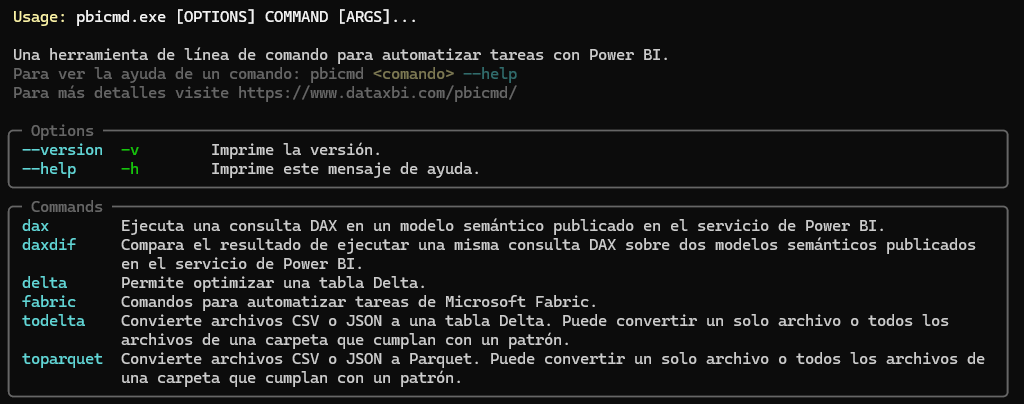 Usage: pbicmd.exe [OPTIONS] COMMAND [ARGS]...
Una herramienta de línea de comando para automatizar tareas con Power BI.
Para ver la ayuda de un comando: pbicmd <comando> --help
Para más detalles visite https://www.dataxbi.com/pbicmd/
Options
--version -v Imprime la versión.
--help -h Imprime este mensaje de ayuda.
Commands
dax Ejecuta una consulta DAX en un modelo semántico publicado en el servicio de Power BI.
daxdif Compara el resultado de ejecutar una misma consulta DAX sobre dos modelos semánticos publicados
en el servicio de Power BI.
delta Permite optimizar una tabla Delta.
fabric Comandos para automatizar tareas de Microsoft Fabric.
todelta Convierte archivos CSV o JSON a una tabla Delta. Puede convertir un solo archivo o todos los
archivos de una carpeta que cumplan con un patrón.
toparquet Convierte archivos CSV o JSON a Parquet. Puede convertir un solo archivo o todos los archivos de
una carpeta que cumplan con un patrón.